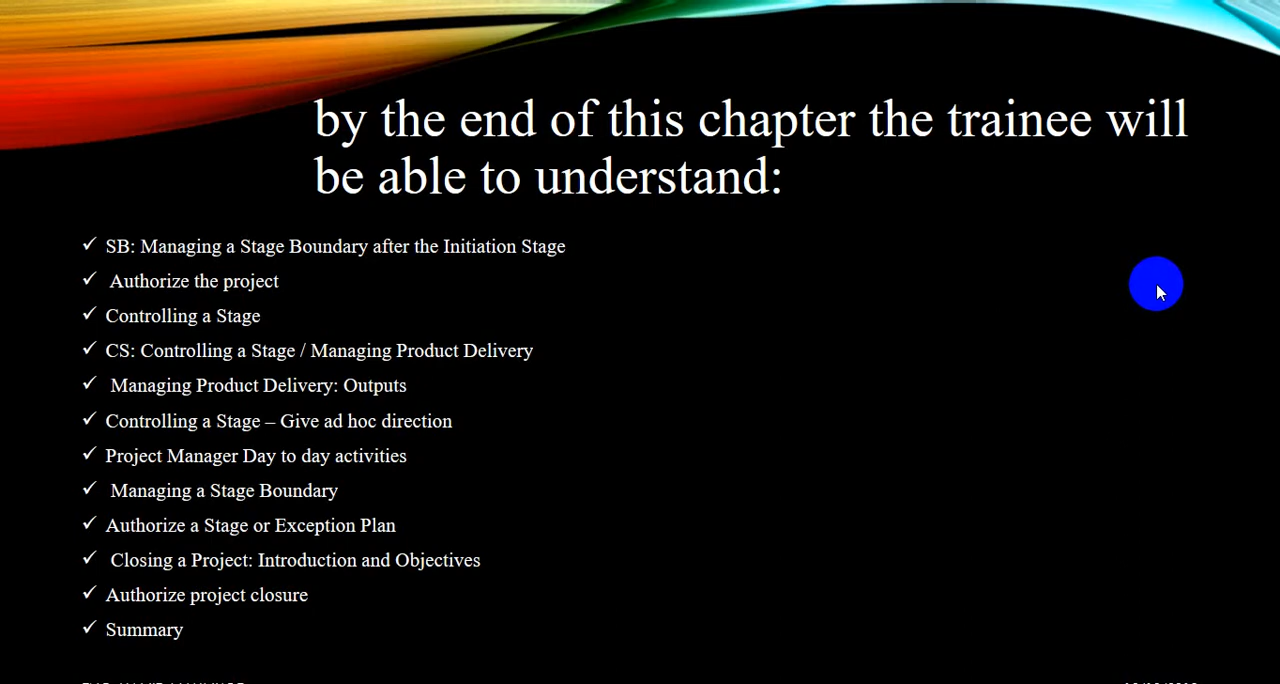 by the end of this chapter the trainee will
be able to understand:
SB: Managing a Stage Boundary after the Initiation Stage
Authorize the project
Controlling a Stage
CS: Controlling a Stage / Managing Product Delivery
Managing Product Delivery: Outputs
Controlling a Stage – Give ad hoc direction
Project Manager Day to day activities
Managing a Stage Boundary
Authorize a Stage or Exception Plan
Closing a Project: Introduction and Objectives
Authorize project closure
Summary